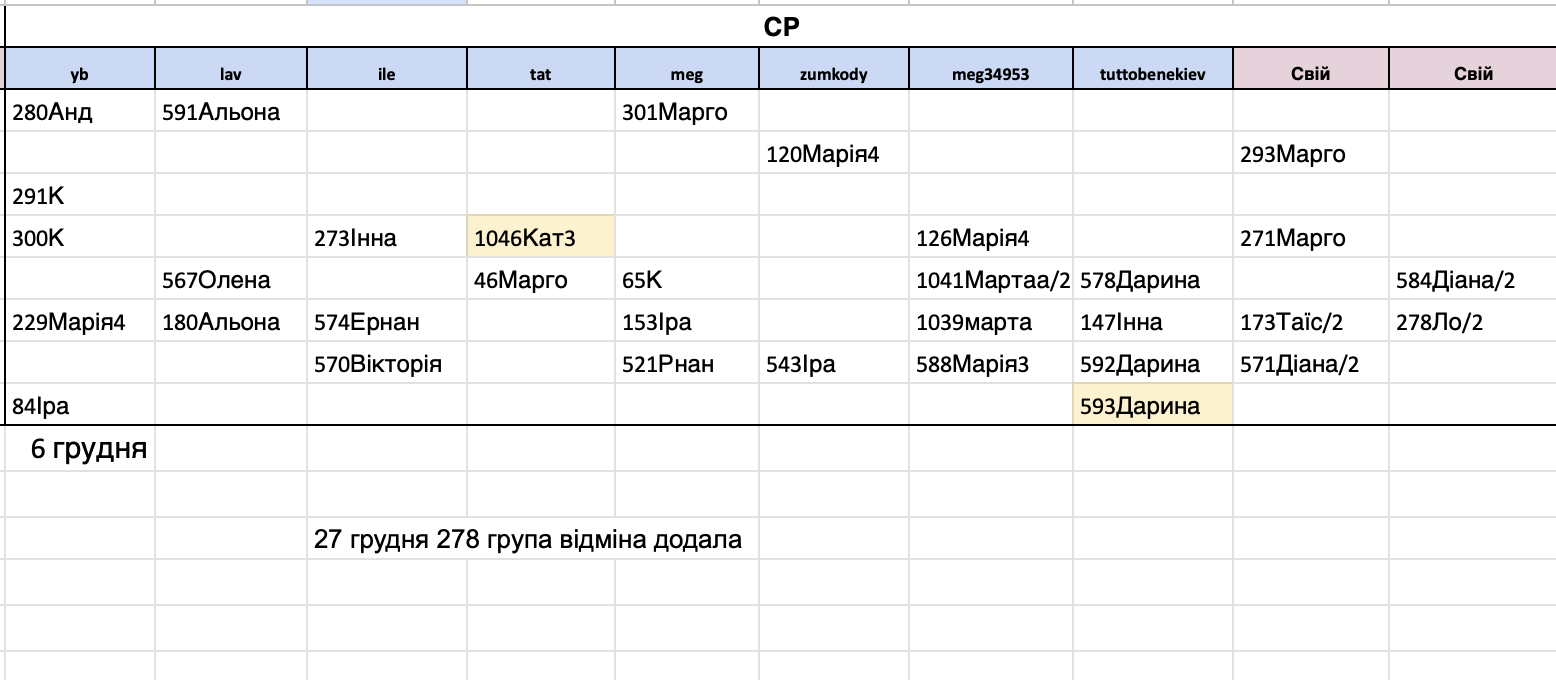 СР
yb lav ile tat meg zumkody meg34953 tuttobenekiev Свій Свій
280Анд 591Альона 301Марго
120Марія4 293Марго
291К
300К 273Інна 1046Кат3 126Марія4 271Марго
567Олена 46Марго 65К 1041Мартаа/2 578Дарина 584Діана/2
229Марія4 180Альона 574Ернан 153Іра 1039марта 147Інна 173Таїс/2 278Ло/2
570Вікторія 521Рнан 543Іра 588Марія3 592Дарина 571Діана/2
84Іра 593Дарина
6 грудня
27 грудня 278 група відміна додала